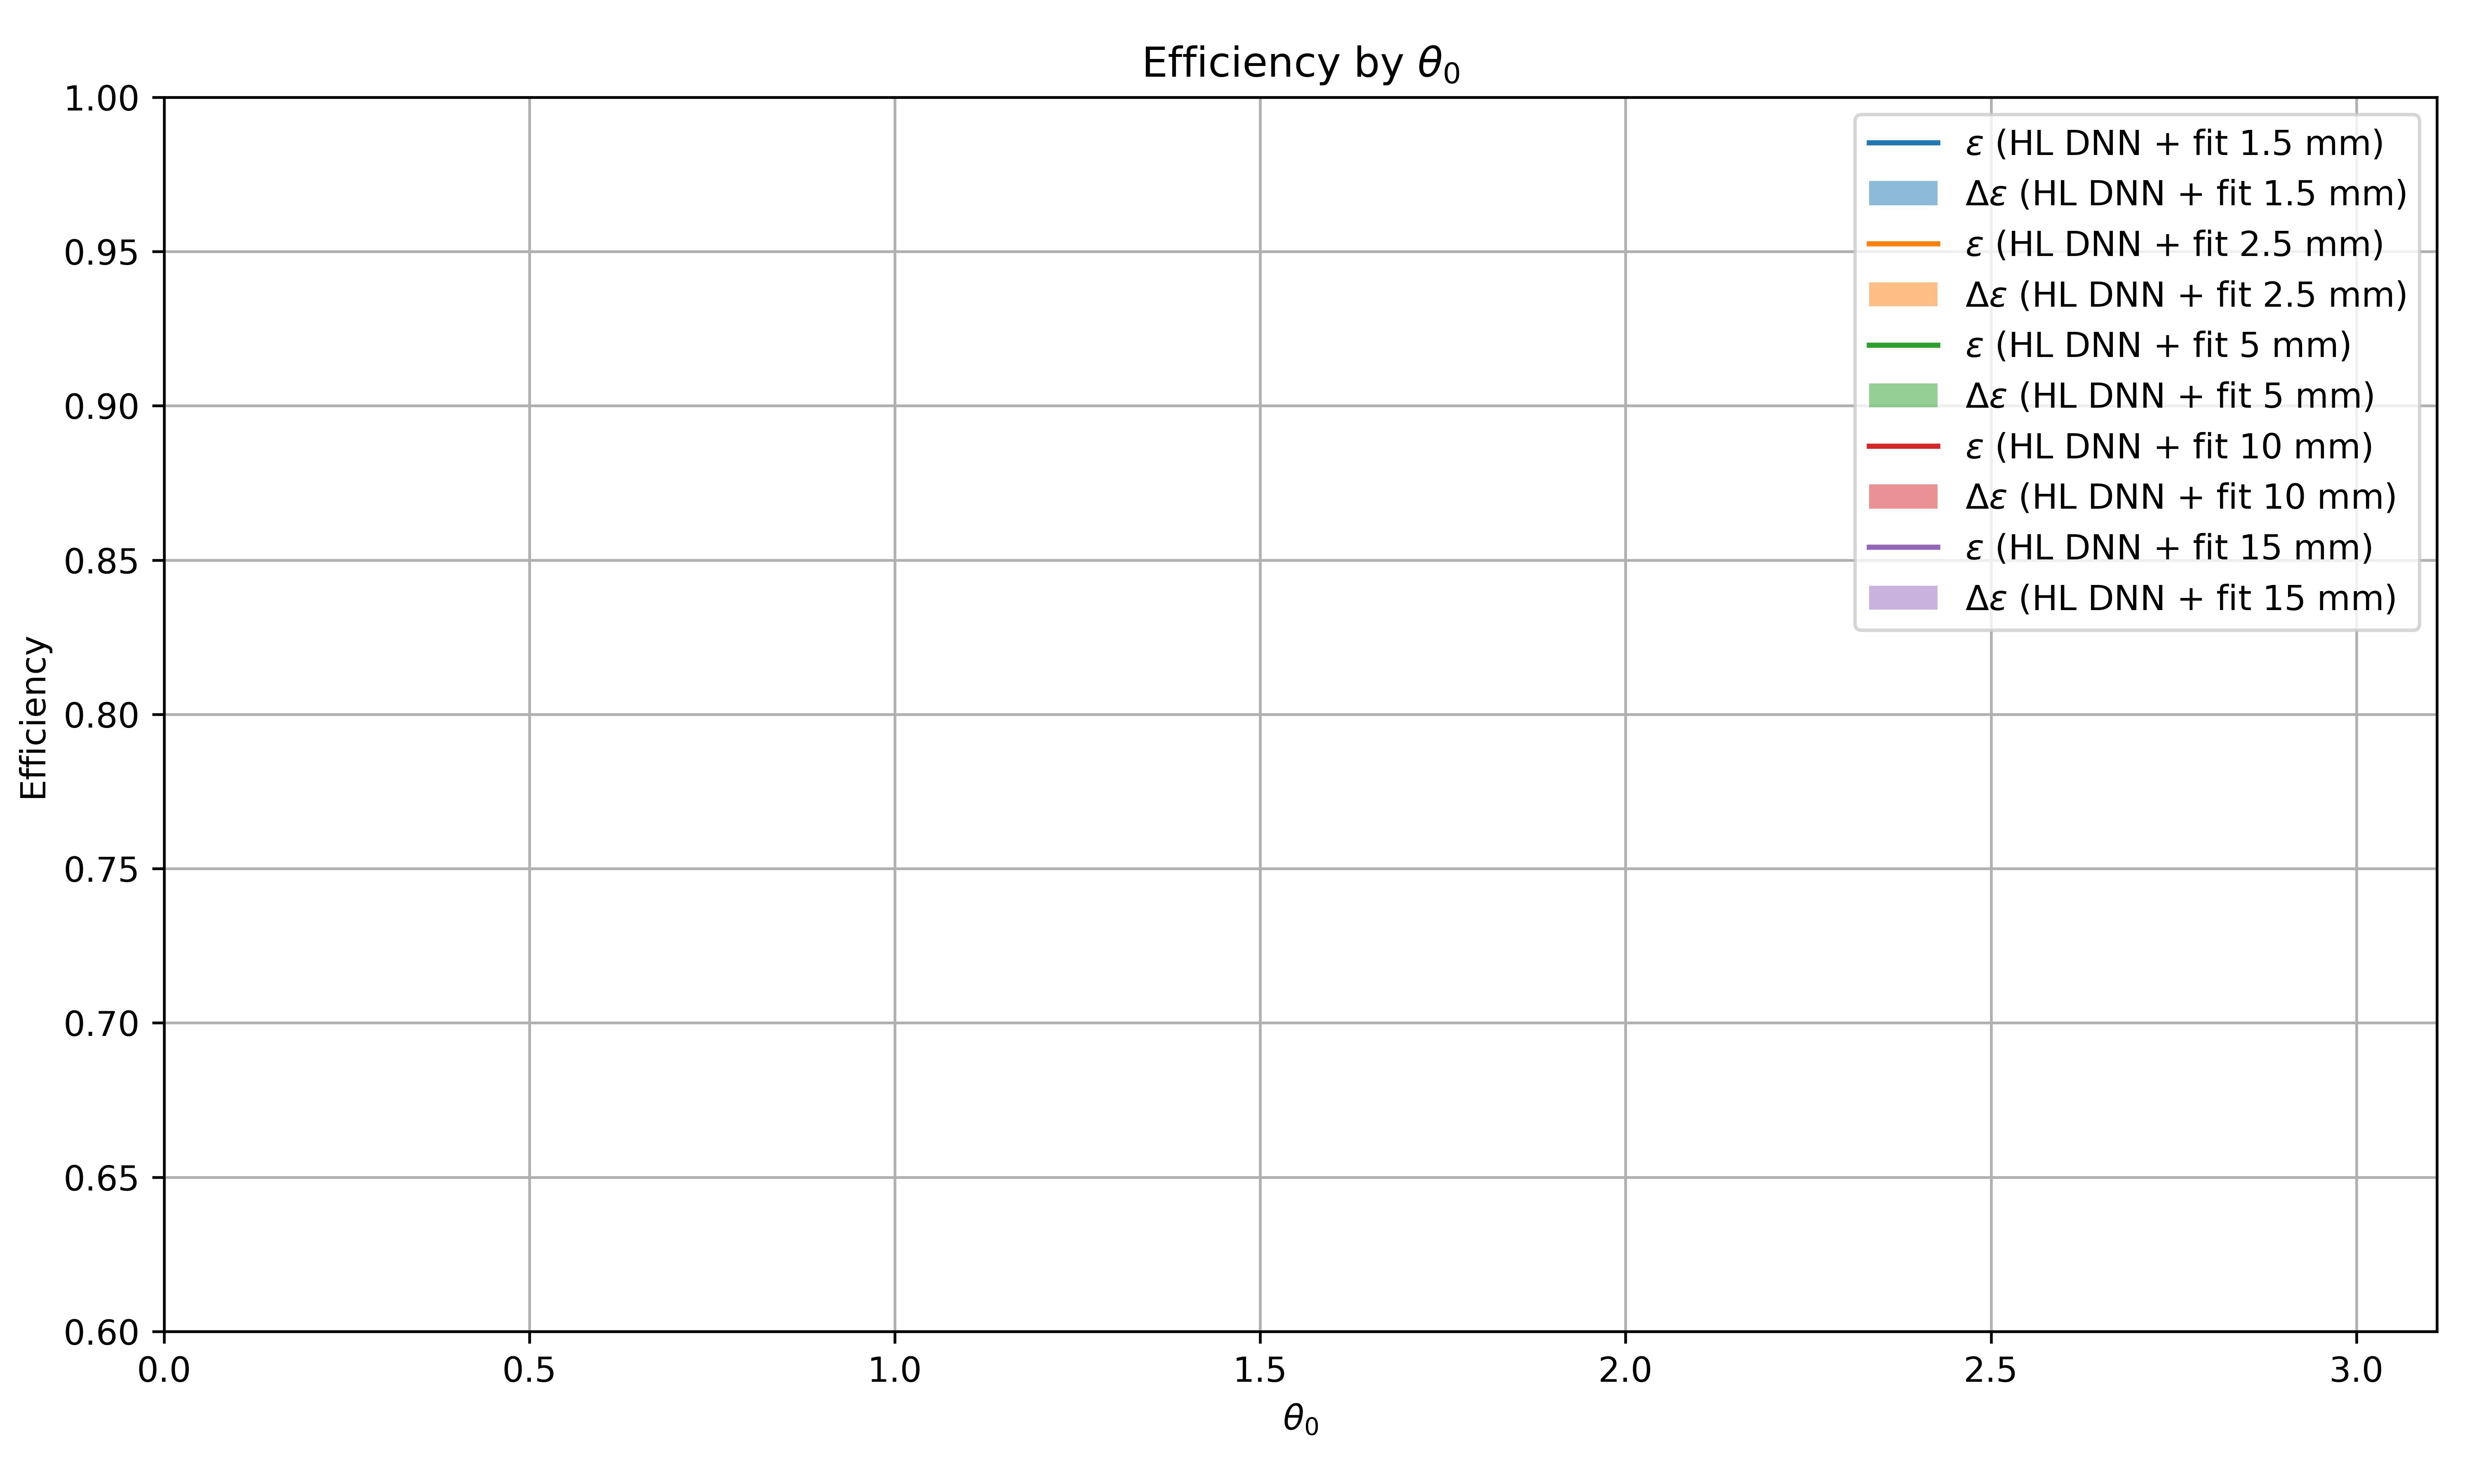 Efficiency by θ₀
1.00
0.95
0.90
0.85
0.80
0.75
0.70
0.65
0.60
Efficiency
ε (HL DNN + fit 1.5 mm)
Δε (HL DNN + fit 1.5 mm)
ε (HL DNN + fit 2.5 mm)
Δε (HL DNN + fit 2.5 mm)
ε (HL DNN + fit 5 mm)
Δε (HL DNN + fit 5 mm)
ε (HL DNN + fit 10 mm)
Δε (HL DNN + fit 10 mm)
ε (HL DNN + fit 15 mm)
Δε (HL DNN + fit 15 mm)
0.0 0.5 1.0 1.5 2.0 2.5 3.0
θ₀